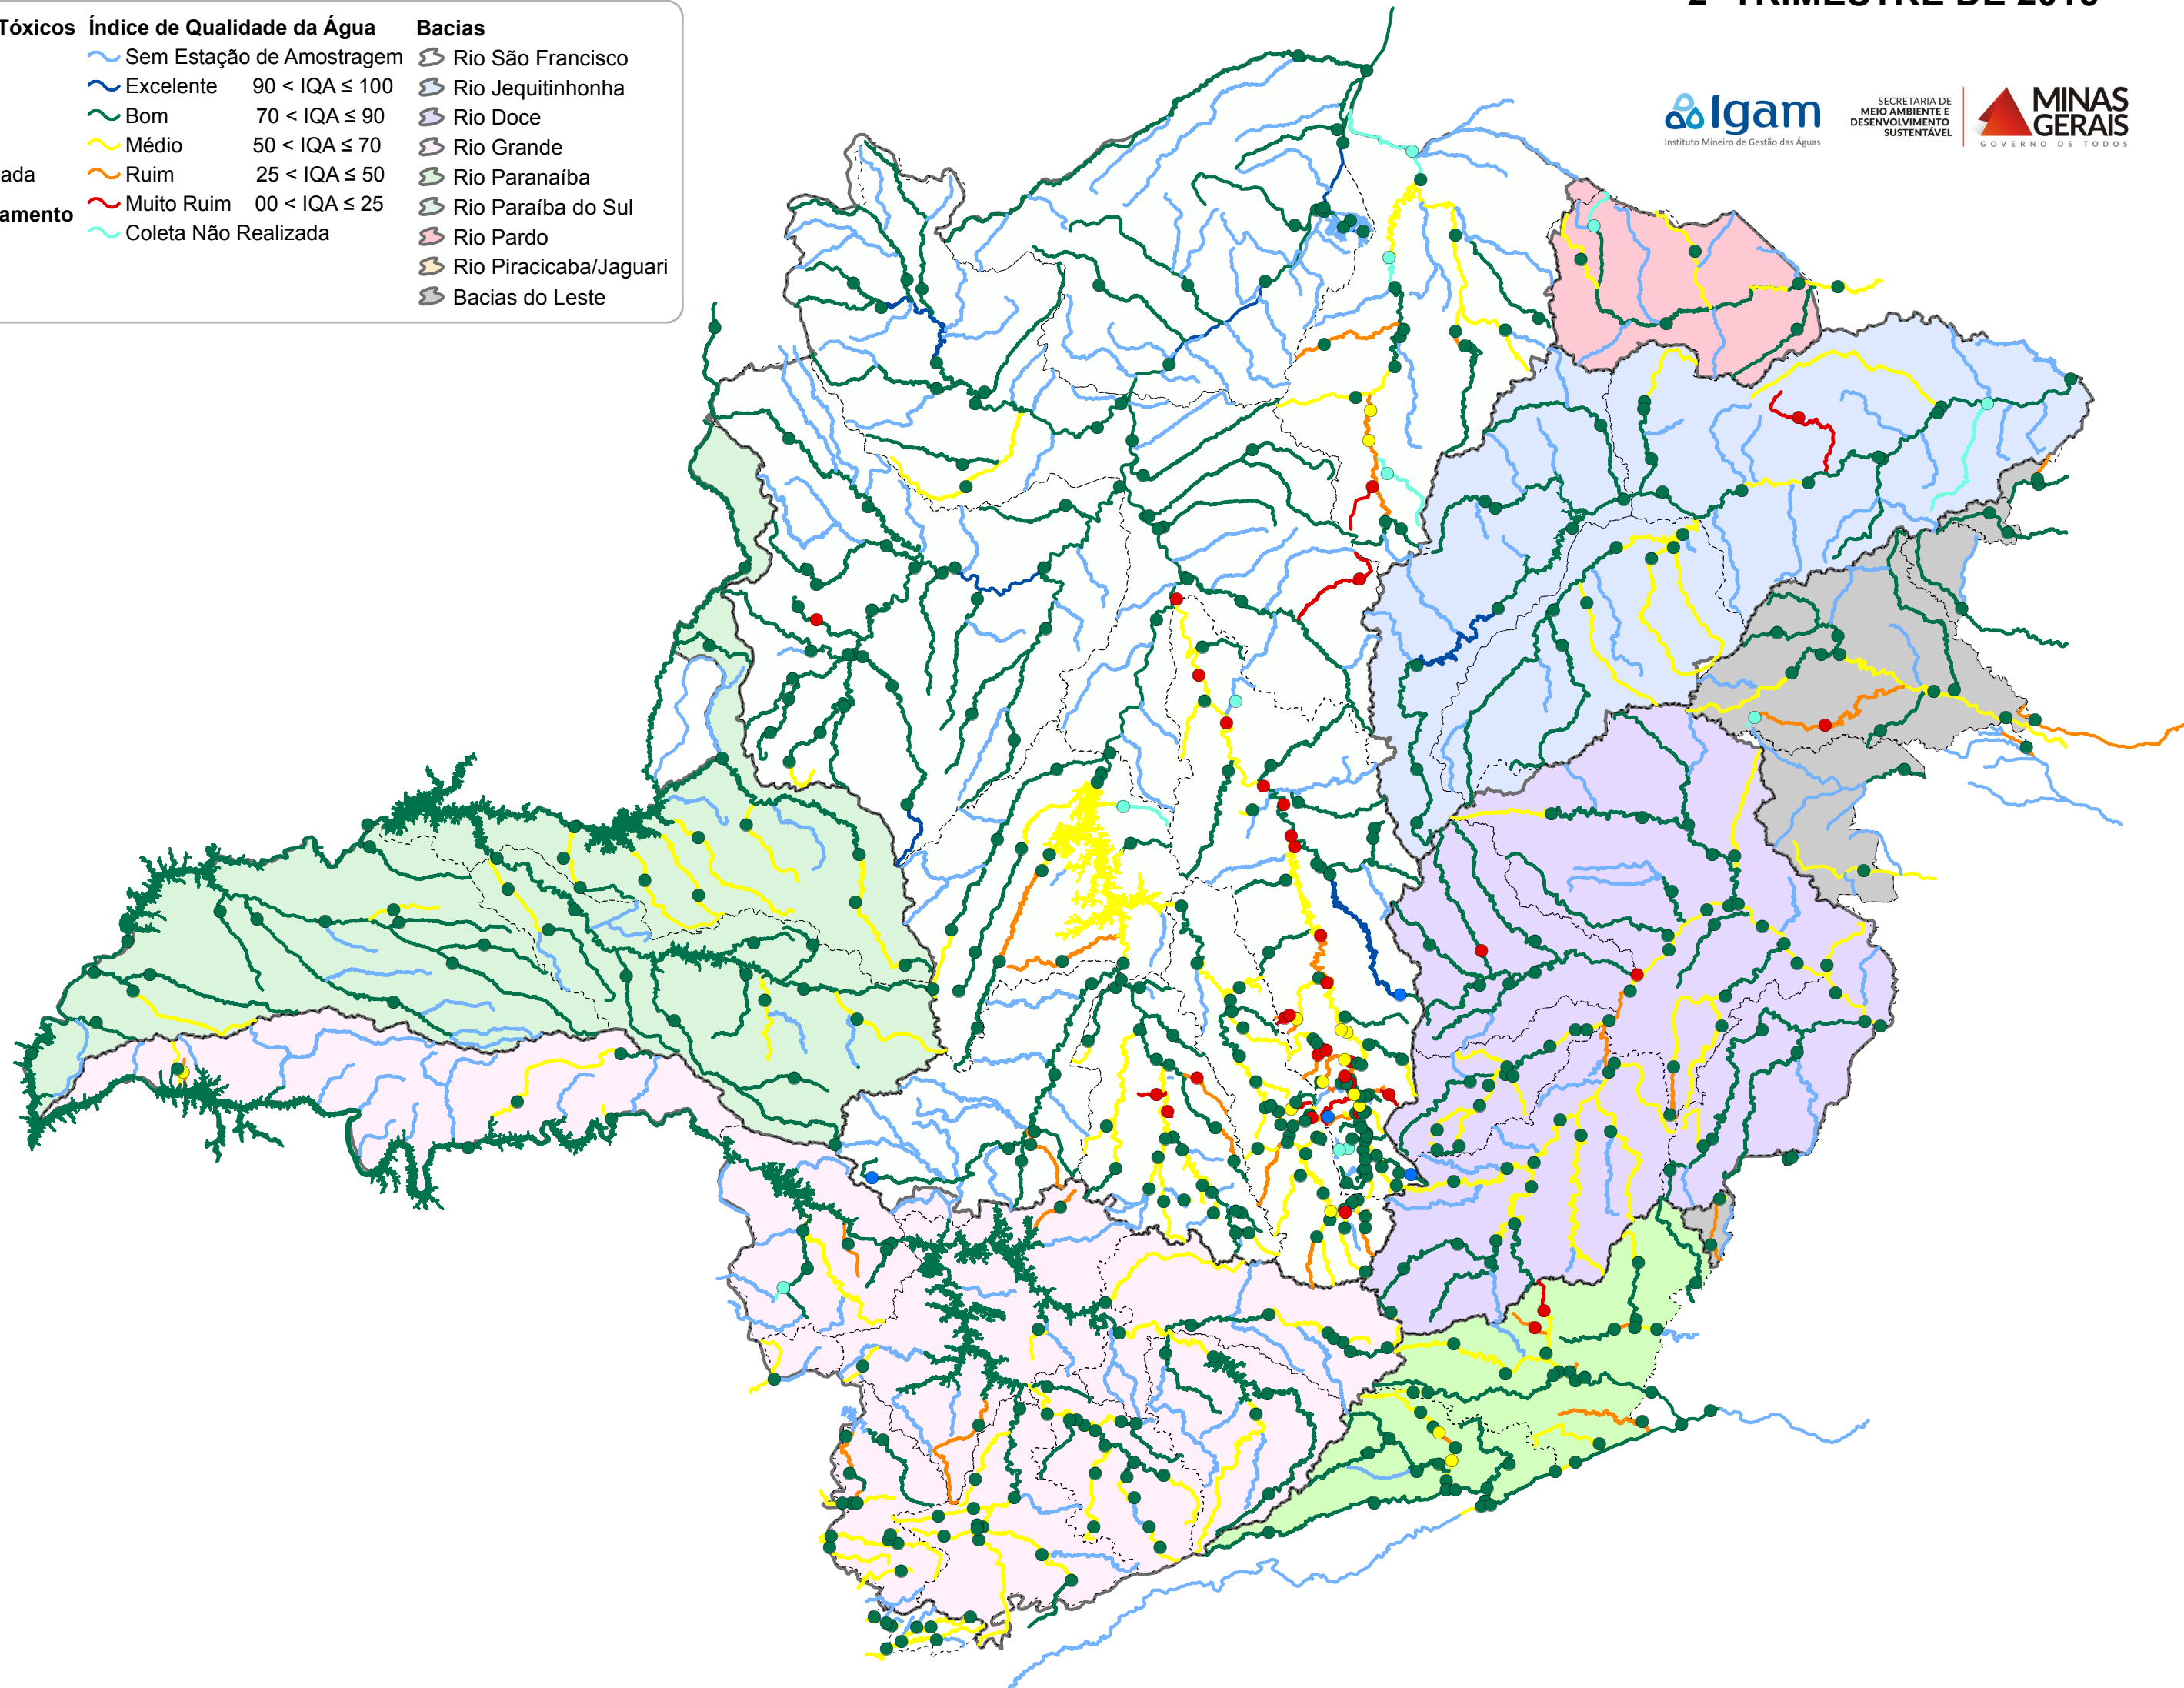 2º TRIMESTRE DE 2016
Tóxicos
ada
amento
Índice de Qualidade da Água
Sem Estação de Amostragem
Excelente 90 < IQA ≤ 100
Bom 70 < IQA ≤ 90
Médio 50 < IQA ≤ 70
Ruim 25 < IQA ≤ 50
Muito Ruim 00 < IQA ≤ 25
Coleta Não Realizada
Bacias
Rio São Francisco
Rio Jequitinhonha
Rio Doce
Rio Grande
Rio Paranaíba
Rio Paraíba do Sul
Rio Pardo
Rio Piracicaba/Jaguari
Bacias do Leste
Igam
Instituto Mineiro de Gestão das Águas
SECRETARIA DE
MEIO AMBIENTE E
DESENVOLVIMENTO
SUSTENTÁVEL
MINAS
GERAIS
GOVERNO DE TODOS